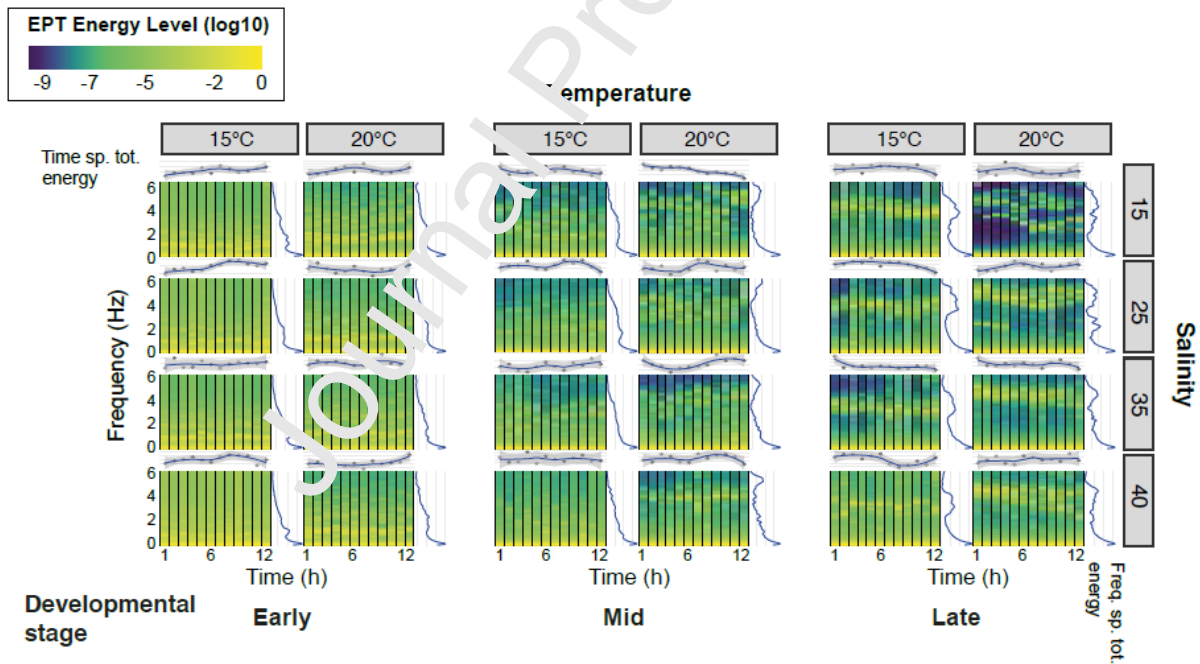 EPT Energy Level (log10)
-9 -7 -5 -2 0
Journal Pro
Temperature
15°C 20°C 15°C 20°C 15°C 20°C
Time sp. tot.
energy
6
4
2
0
15
6
4
2
0
25
6
4
2
0
35
6
4
2
0
40
Frequency (Hz)
Salinity
1 6 12 1 6 12 1 6 12 1 6 12 1 6 12 1 6 12
Time (h) Time (h) Time (h)
Freq. sp. tot.
energy
Developmental
stage
Early Mid Late